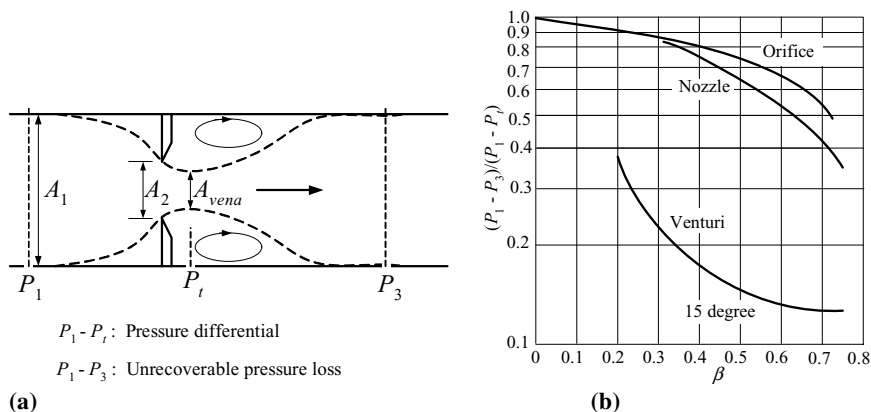 A1
A2
Avena
P1
Pt
P3
P1 - Pt : Pressure differential
P1 - P3 : Unrecoverable pressure loss
(a)
(P1 - P3)/(P1 - Pt)
1.0
0.9
0.8
0.7
0.6
0.5
0.4
0.3
0.2
0.1
Orifice
Nozzle
Venturi
15 degree
0 0.1 0.2 0.3 0.4 0.5 0.6 0.7 0.8
β
(b)